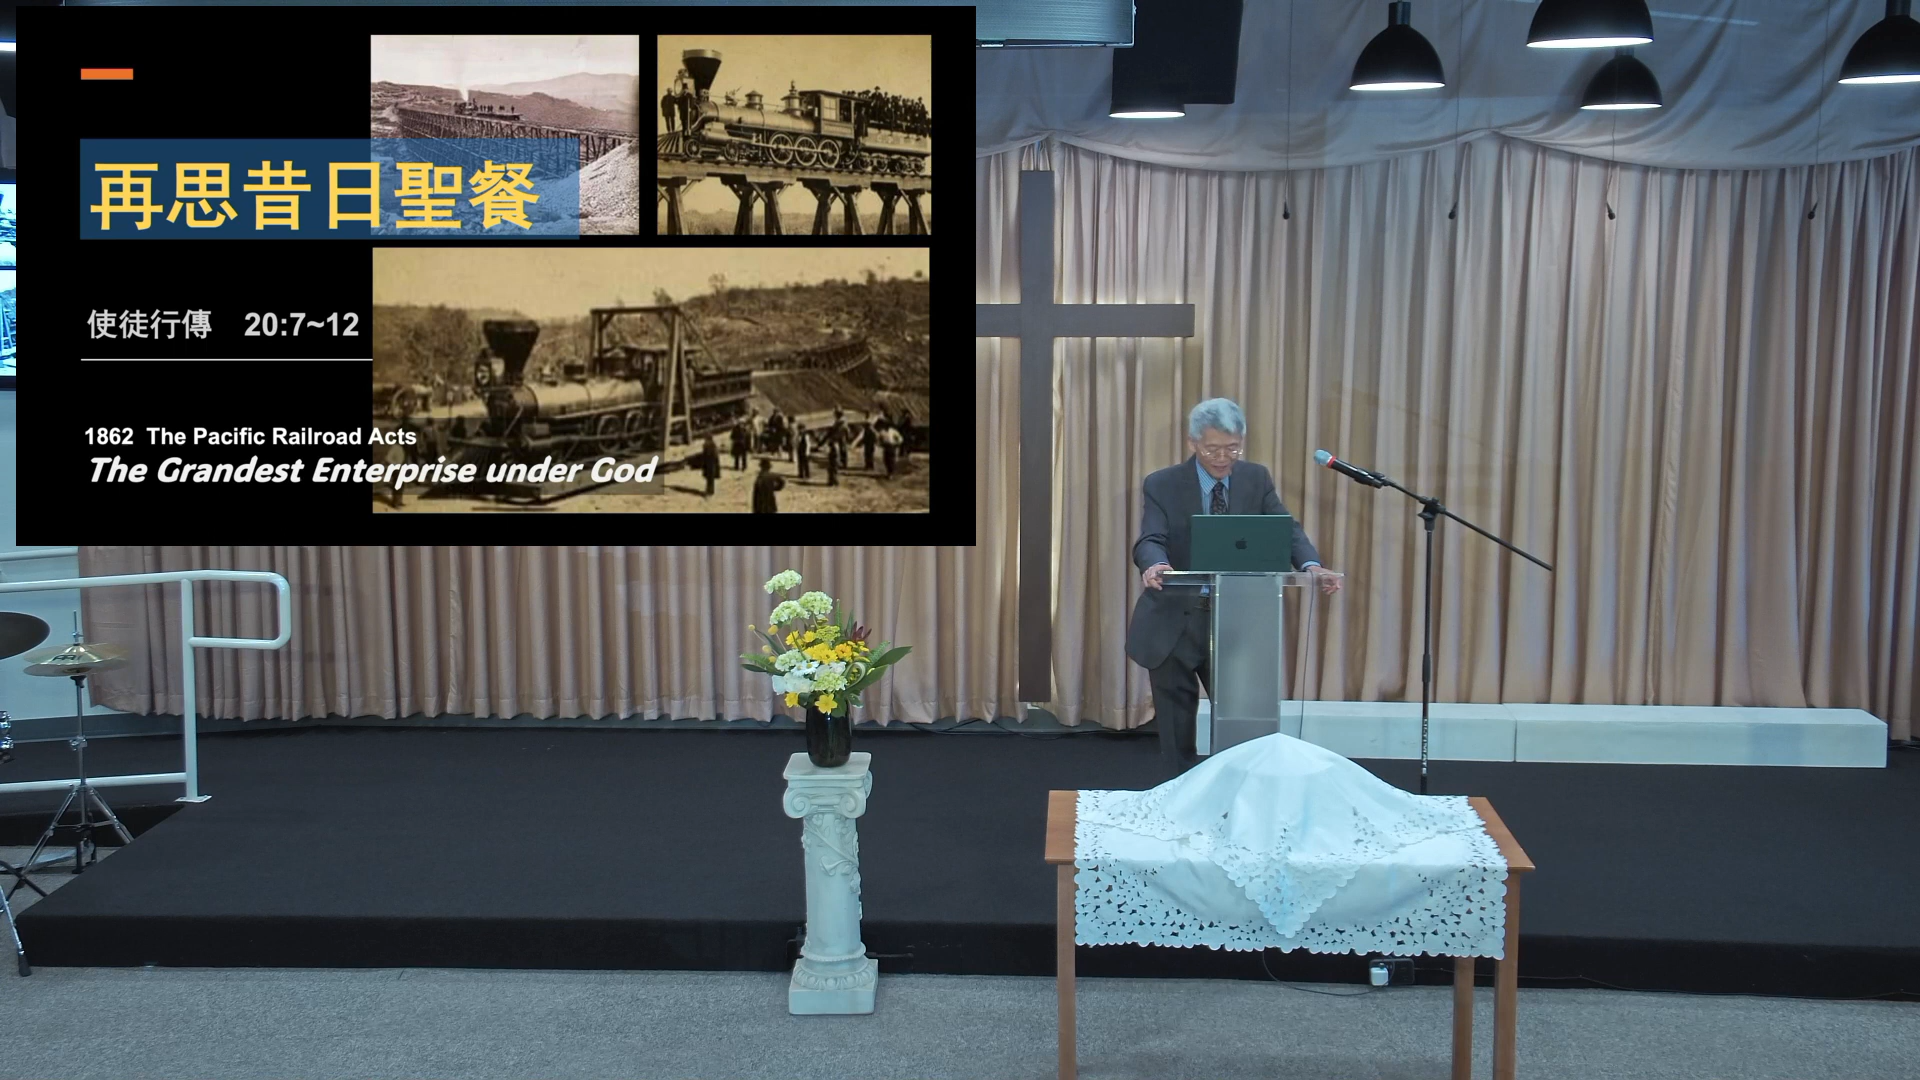 再思昔日聖餐
使徒行傳 20:7~12
1862 The Pacific Railroad Acts
The Grandest Enterprise under God